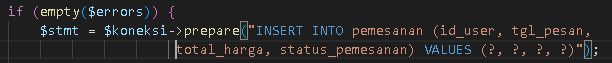 if (empty($errors)) {
$stmt = $koneksi->prepare("INSERT INTO pemesanan (id_user, tgl_pesan,
total_harga, status_pemesanan) VALUES (?, ?, ?, ?)");